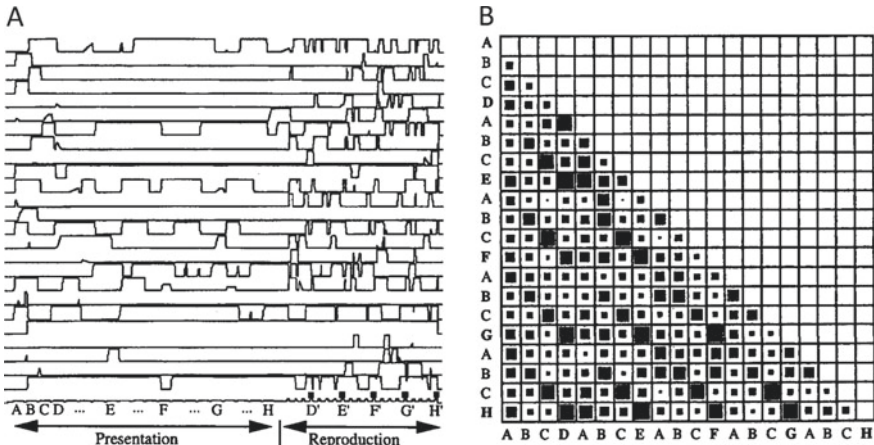 A
A B C D ... E ... F ... G ... H D' E' F' G' H'
Presentation Reproduction
B
A
B
C
D
A
B
C
E
A
B
C
F
A
B
C
G
A
B
C
H
A B C D A B C E A B C F A B C G A B C H